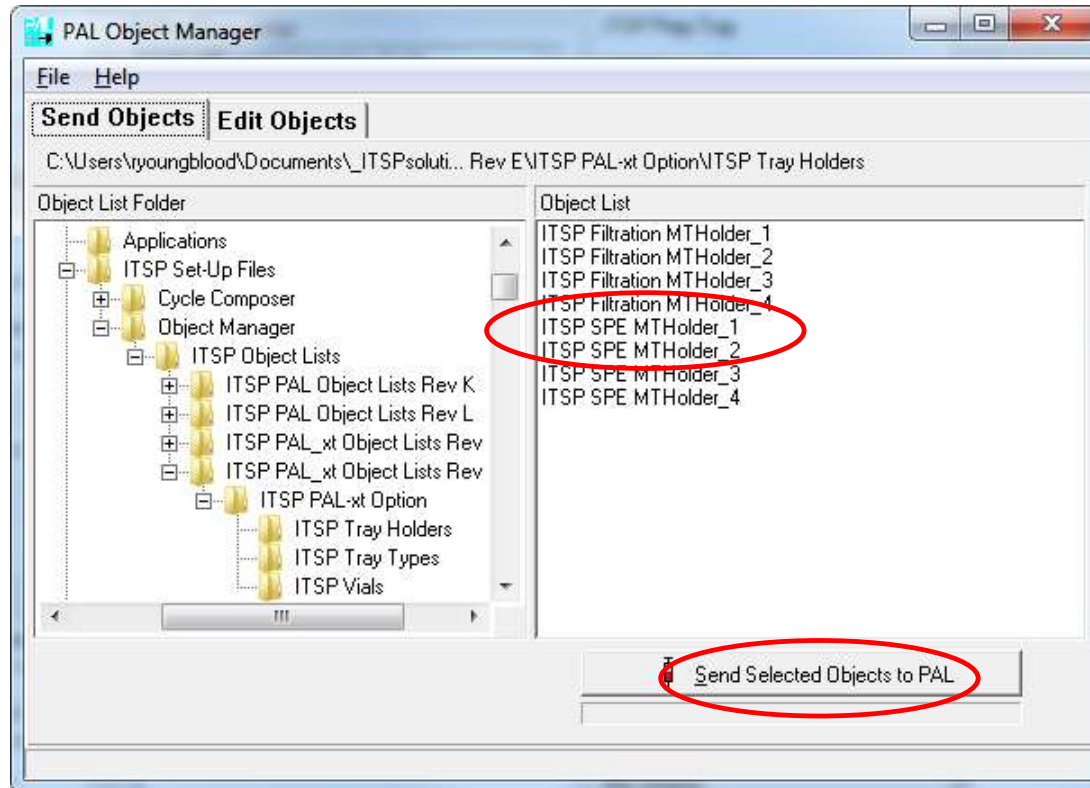 PAL Object Manager
File Help
Send Objects Edit Objects
C:\Users\ryoungblood\Documents\_ITSPsoluti... Rev E\ITSP PAL-xt Option\ITSP Tray Holders
Object List Folder
Applications
ITSP Set-Up Files
Cycle Composer
Object Manager
ITSP Object Lists
ITSP PAL Object Lists Rev K
ITSP PAL Object Lists Rev L
ITSP PAL_xt Object Lists Rev
ITSP PAL_xt Object Lists Rev
ITSP PAL-xt Option
ITSP Tray Holders
ITSP Tray Types
ITSP Vials
Object List
ITSP Filtration MTHolder_1
ITSP Filtration MTHolder_2
ITSP Filtration MTHolder_3
ITSP Filtration MTHolder_4
ITSP SPE MTHolder_1
ITSP SPE MTHolder_2
ITSP SPE MTHolder_3
ITSP SPE MTHolder_4
Send Selected Objects to PAL